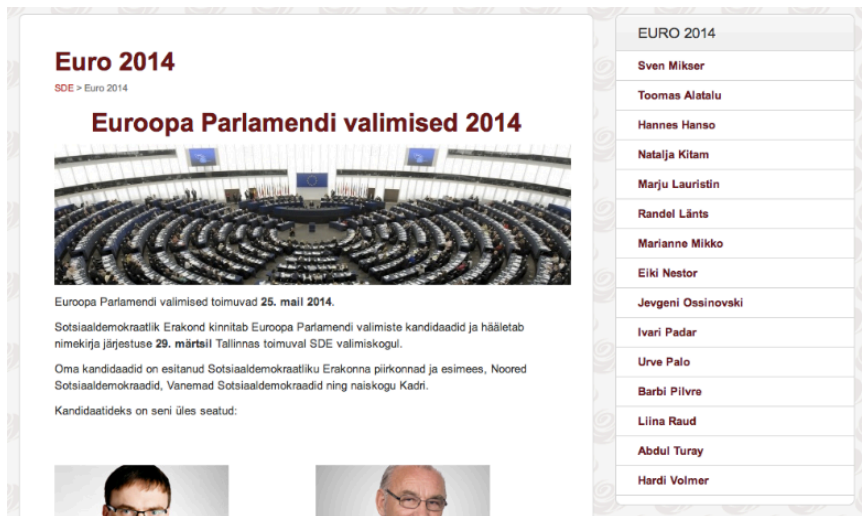 Euro 2014
SDE > Euro 2014
Euroopa Parlamendi valimised 2014
Euroopa Parlamendi valimised toimuvad 25. mail 2014.
Sotsiaaldemokraatlik Erakond kinnitab Euroopa Parlamendi valimiste kandidaadid ja hääletab
nimekirja järjestuse 29. märtsil Tallinnas toimuval SDE valimiskogul.
Oma kandidaadid on esitanud Sotsiaaldemokraatliku Erakonna piirkonnad ja esimees, Noored
Sotsiaaldemokraadid, Vanemad Sotsiaaldemokraadid ning naiskogu Kadri.
Kandidaatideks on seni üles seatud:
EURO 2014
Sven Mikser
Toomas Alatalu
Hannes Hanso
Natalja Kitam
Marju Lauristin
Randel Länts
Marianne Mikko
Eiki Nestor
Jevgeni Ossinovski
Ivari Padar
Urve Palo
Barbi Pilvre
Liina Raud
Abdul Turay
Hardi Volmer